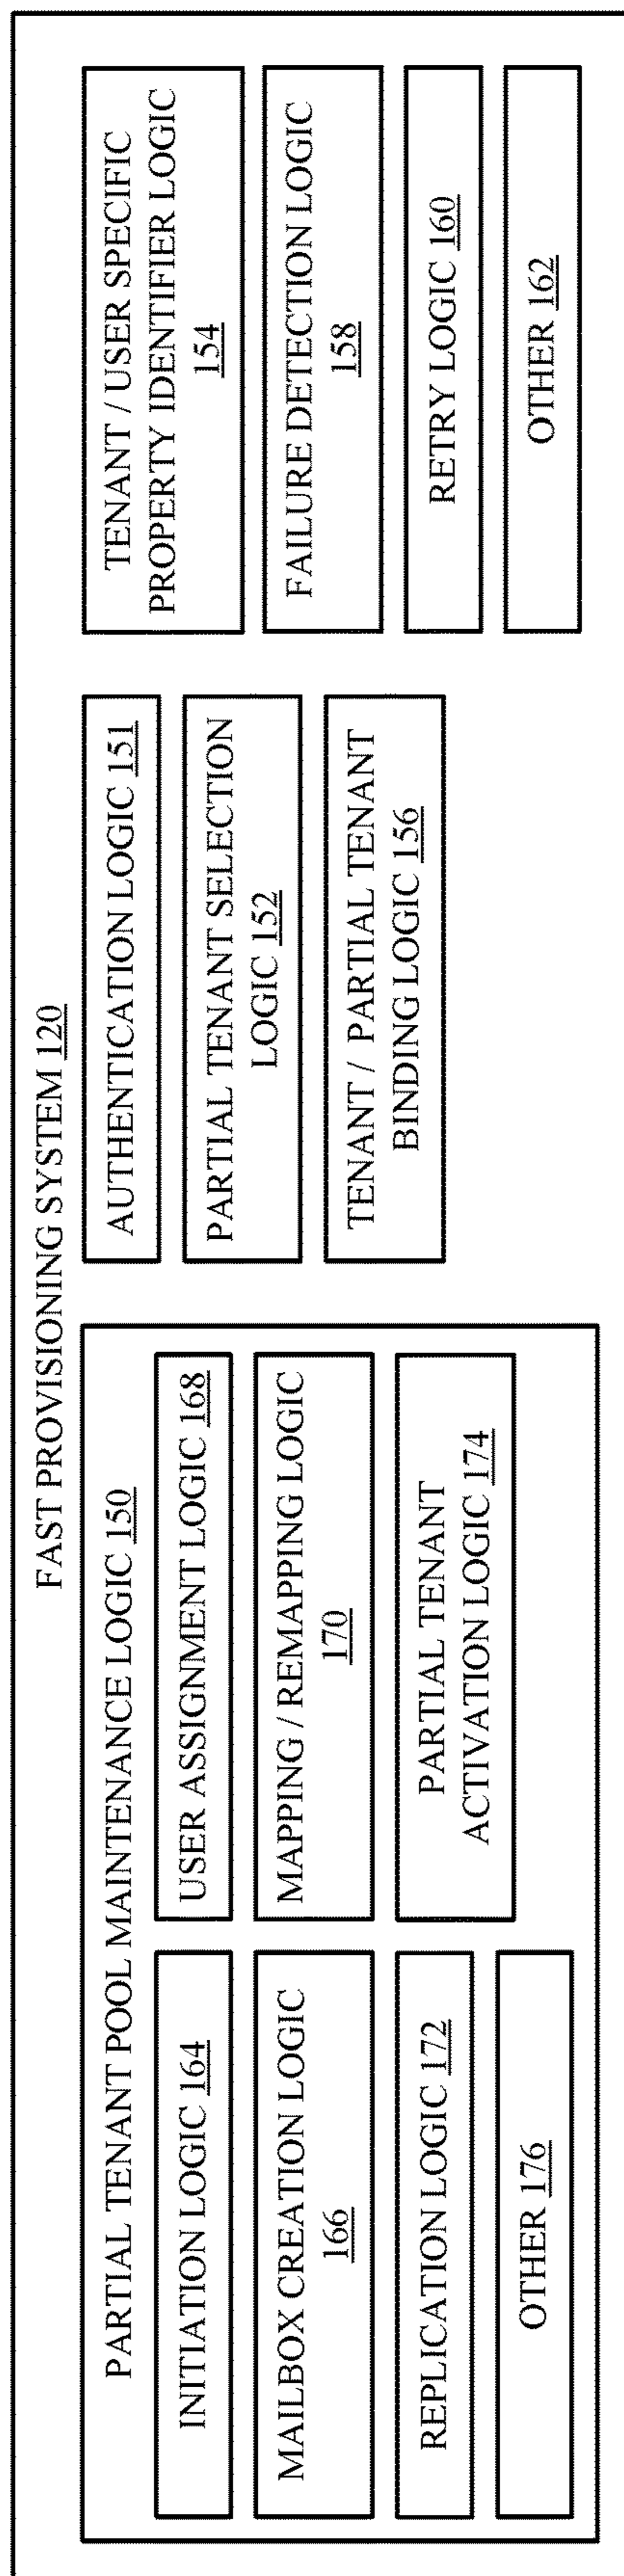 FAST PROVISIONING SYSTEM 120
PARTIAL TENANT POOL MAINTENANCE LOGIC 150
INITIATION LOGIC 164
USER ASSIGNMENT LOGIC 168
MAILBOX CREATION LOGIC
166
MAPPING / REMAPPING LOGIC
170
REPLICATION LOGIC 172
PARTIAL TENANT
ACTIVATION LOGIC 174
OTHER 176
AUTHENTICATION LOGIC 151
PARTIAL TENANT SELECTION
LOGIC 152
TENANT / PARTIAL TENANT
BINDING LOGIC 156
TENANT / USER SPECIFIC
PROPERTY IDENTIFIER LOGIC
154
FAILURE DETECTION LOGIC
158
RETRY LOGIC 160
OTHER 162